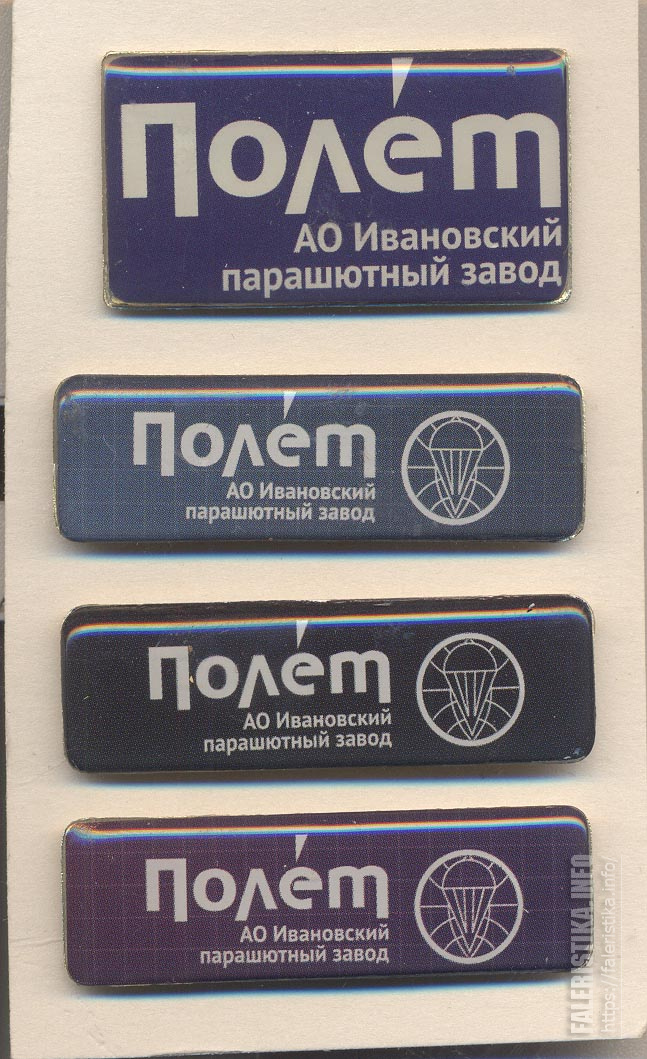 Полéт
АО Ивановский
парашютный завод
Полéт
АО Ивановский
парашютный завод
Полéт
АО Ивановский
парашютный завод
Полéт
АО Ивановский
парашютный завод
FALERISTIKA.INFO
https://faleristika.info/